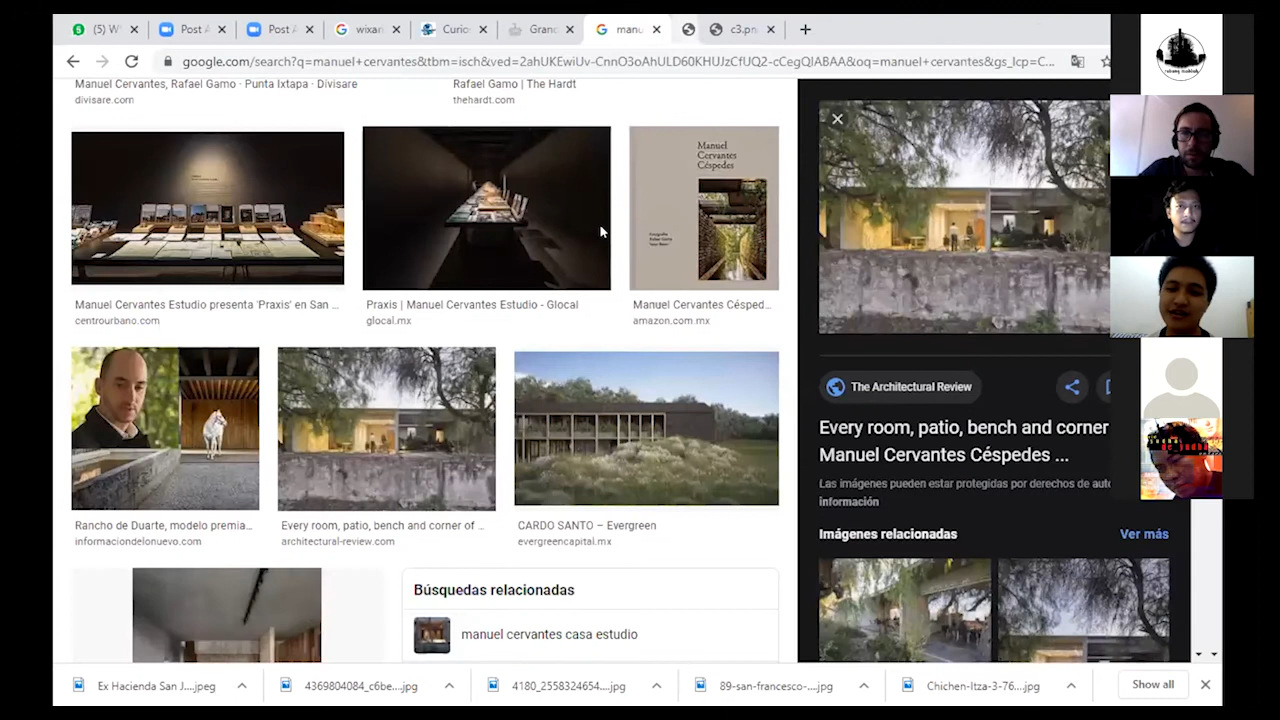 (5) W
Post A
Post A
wixan
Curio
Granc
manu
c3.pn
google.com/search?q=manuel+cervantes&tbm=isch&ved=2ahUKEwiUv-CnnO3oAhULD60KHUJzCfUQ2-cCegQIABAA&oq=manuel+cervantes&gs_lcp=C...
Manuel Cervantes, Rafael Gamo · Punta Ixtapa · Divisare
divisare.com
Rafael Gamo | The Hardt
thehardt.com
Manuel
Cervantes
Céspedes
Manuel Cervantes Estudio presenta 'Praxis' en San ...
centrourbano.com
Praxis | Manuel Cervantes Estudio - Glocal
glocal.mx
Manuel Cervantes Césped...
amazon.com.mx
Rancho de Duarte, modelo premia...
informaciondelonuevo.com
Every room, patio, bench and corner of ...
architectural-review.com
CARDO SANTO – Evergreen
evergreencapital.mx
Búsquedas relacionadas
manuel cervantes casa estudio
The Architectural Review
Every room, patio, bench and corner
Manuel Cervantes Céspedes ...
Las imágenes pueden estar protegidas por derechos de auto
información
Imágenes relacionadas
Ver más
Ex Hacienda San J....jpeg
4369804084_c6be....jpg
4180_2558324654....jpg
89-san-francesco-....jpg
Chichen-Itza-3-76....jpg
Show all